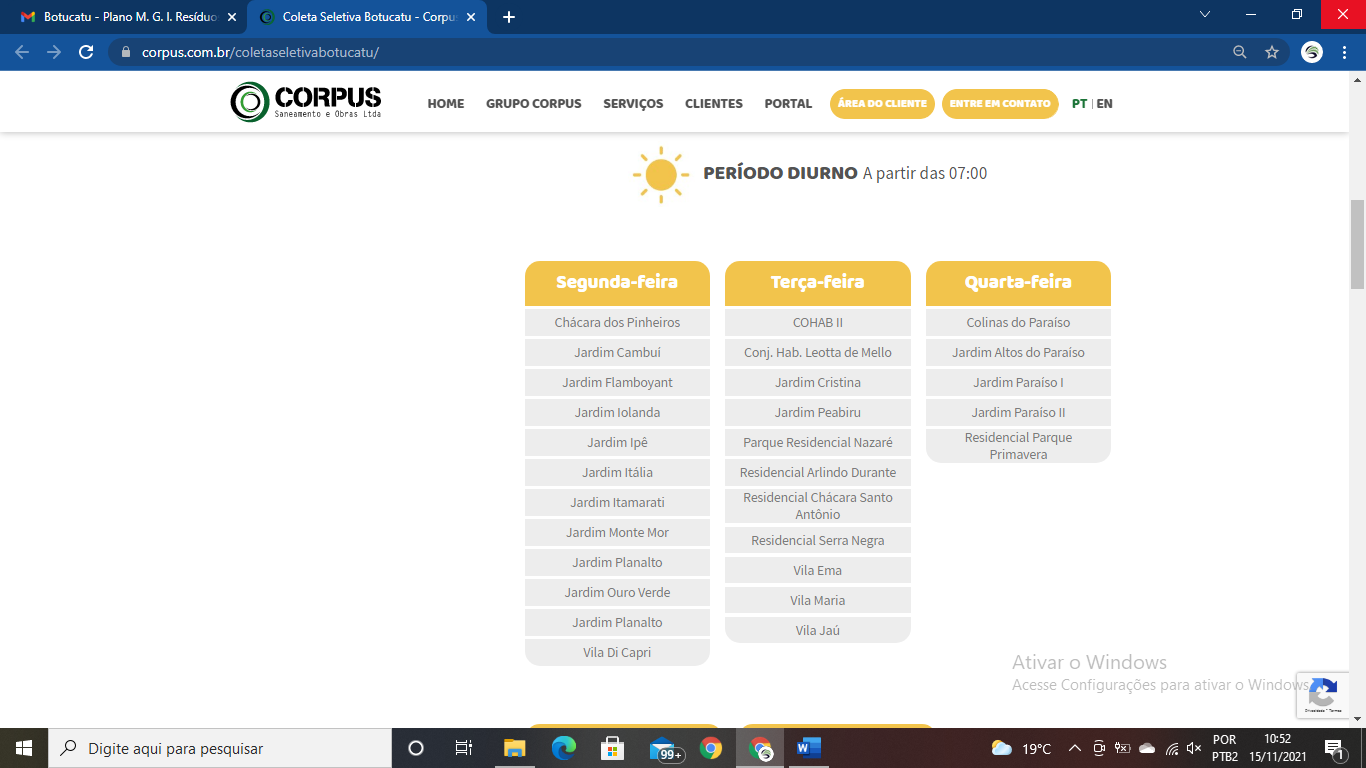 Botucatu - Plano M. G. I. Resíduo
Coleta Seletiva Botucatu - Corpu
corpus.com.br/coletaseletivabotucatu/
CORPUS
Saneamento e Obras Ltda
HOME
GRUPO CORPUS
SERVIÇOS
CLIENTES
PORTAL
ÁREA DO CLIENTE
ENTRE EM CONTATO
PT | EN
PERÍODO DIURNO A partir das 07:00
Segunda-feira
Chácara dos Pinheiros
Jardim Cambuí
Jardim Flamboyant
Jardim Iolanda
Jardim Ipê
Jardim Itália
Jardim Itamarati
Jardim Monte Mor
Jardim Planalto
Jardim Ouro Verde
Jardim Planalto
Vila Di Capri
Terça-feira
COHAB II
Conj. Hab. Leotta de Mello
Jardim Cristina
Jardim Peabiru
Parque Residencial Nazaré
Residencial Arlindo Durante
Residencial Chácara Santo
Antônio
Residencial Serra Negra
Vila Ema
Vila Maria
Vila Jaú
Quarta-feira
Colinas do Paraíso
Jardim Altos do Paraíso
Jardim Paraíso I
Jardim Paraíso II
Residencial Parque
Primavera
Ativar o Windows
Acesse Configurações para ativar o Windows.
Privacidade - Termos
Digite aqui para pesquisar
99+
19°C
POR
PTB2
10:52
15/11/2021
1